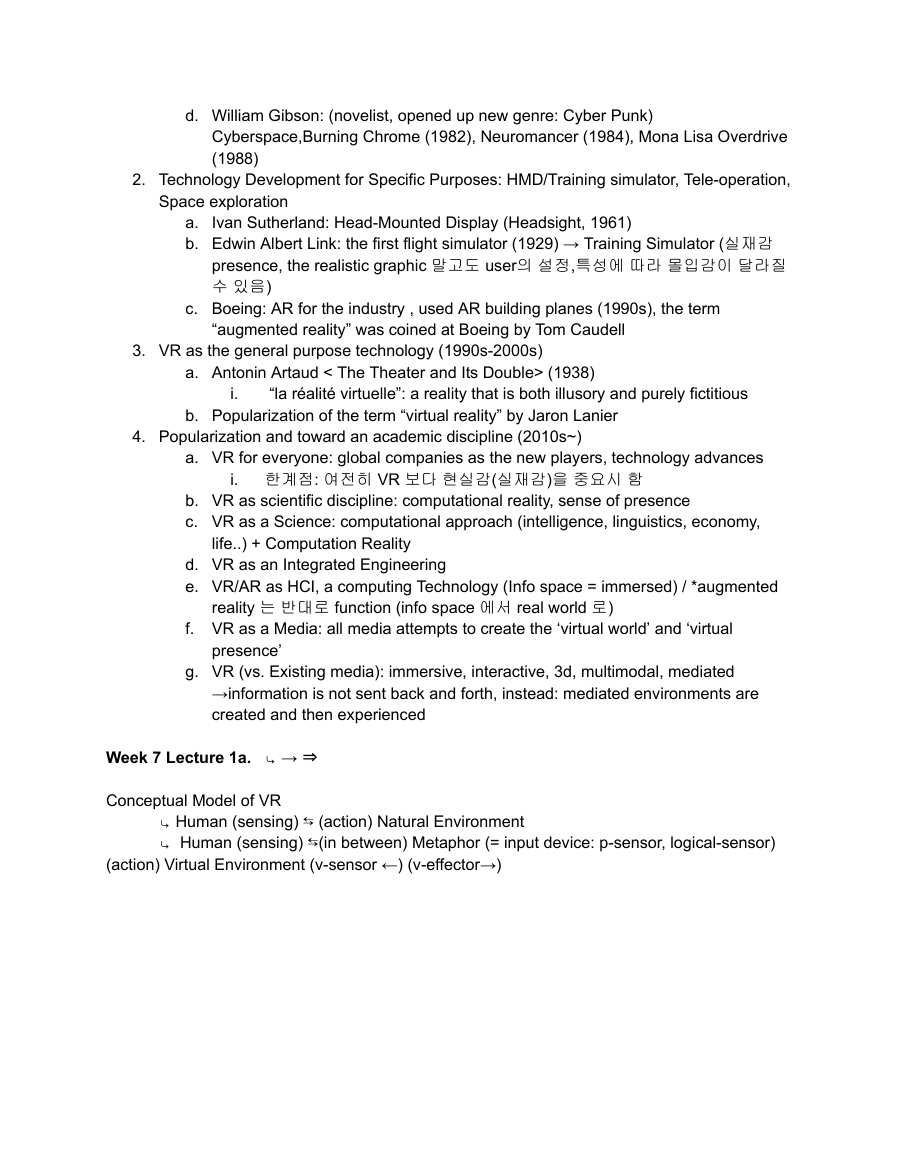 d. William Gibson: (novelist, opened up new genre: Cyber Punk)
Cyberspace,Burning Chrome (1982), Neuromancer (1984), Mona Lisa Overdrive
(1988)
2. Technology Development for Specific Purposes: HMD/Training simulator, Tele-operation,
Space exploration
a. Ivan Sutherland: Head-Mounted Display (Headsight, 1961)
b. Edwin Albert Link: the first flight simulator (1929) → Training Simulator (실재감
presence, the realistic graphic 말고도 user의 설정,특성에 따라 몰입감이 달라질
수 있음)
c. Boeing: AR for the industry , used AR building planes (1990s), the term
“augmented reality” was coined at Boeing by Tom Caudell
3. VR as the general purpose technology (1990s-2000s)
a. Antonin Artaud < The Theater and Its Double> (1938)
i. “la réalité virtuelle”: a reality that is both illusory and purely fictitious
b. Popularization of the term “virtual reality” by Jaron Lanier
4. Popularization and toward an academic discipline (2010s~)
a. VR for everyone: global companies as the new players, technology advances
i. 한계점: 여전히 VR 보다 현실감(실재감)을 중요시 함
b. VR as scientific discipline: computational reality, sense of presence
c. VR as a Science: computational approach (intelligence, linguistics, economy,
life..) + Computation Reality
d. VR as an Integrated Engineering
e. VR/AR as HCI, a computing Technology (Info space = immersed) / *augmented
reality 는 반대로 function (info space 에서 real world 로)
f. VR as a Media: all media attempts to create the ‘virtual world’ and ‘virtual
presence’
g. VR (vs. Existing media): immersive, interactive, 3d, multimodal, mediated
→information is not sent back and forth, instead: mediated environments are
created and then experienced
Week 7 Lecture 1a. ⤷ → ⇒
Conceptual Model of VR
⤷ Human (sensing) ⇆ (action) Natural Environment
⤷ Human (sensing) ⇆(in between) Metaphor (= input device: p-sensor, logical-sensor)
(action) Virtual Environment (v-sensor ←) (v-effector→)